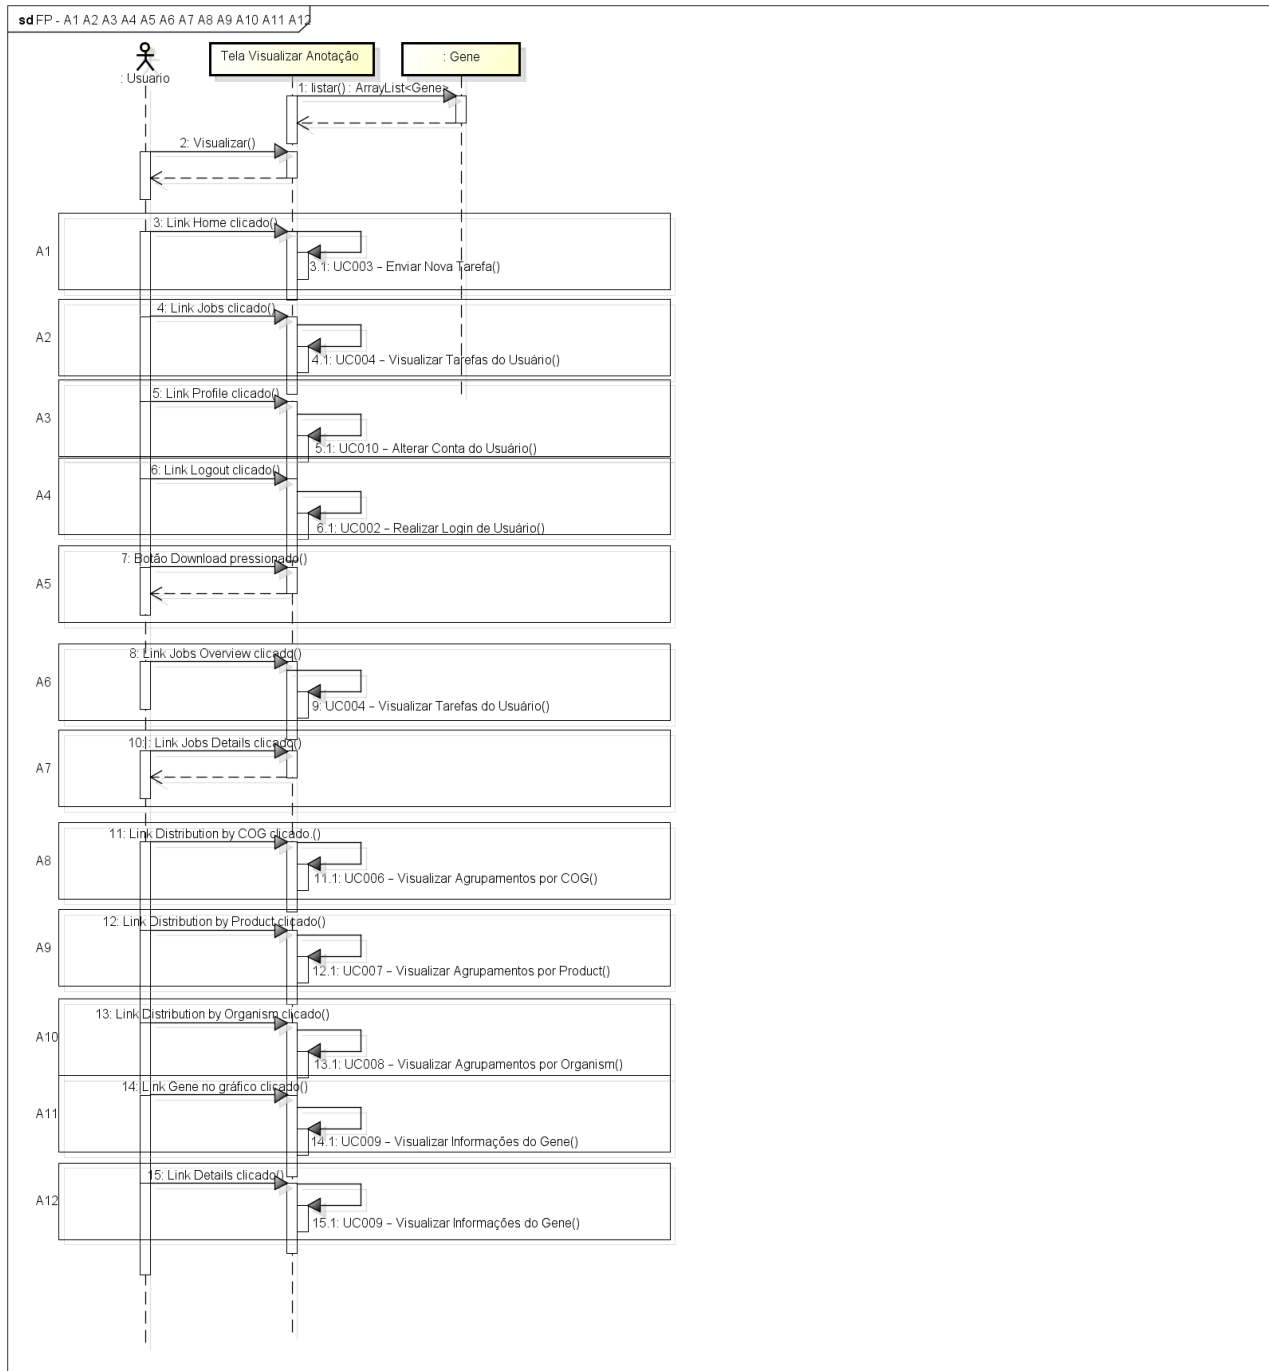 sd FP - A1 A2 A3 A4 A5 A6 A7 A8 A9 A10 A11 A12
: Usuario
Tela Visualizar Anotação
: Gene
1: listar() : ArrayList<Gene>
2: Visualizar()
A1
3: Link Home clicado()
3.1: UC003 – Enviar Nova Tarefa()
A2
4: Link Jobs clicado()
4.1: UC004 – Visualizar Tarefas do Usuário()
A3
5: Link Profile clicado()
5.1: UC010 – Alterar Conta do Usuário()
A4
6: Link Logout clicado()
6.1: UC002 – Realizar Login de Usuário()
A5
7: Botão Download pressionado()
A6
8: Link Jobs Overview clicado()
9: UC004 – Visualizar Tarefas do Usuário()
A7
10: : Link Jobs Details clicado()
A8
11: Link Distribution by COG clicado.()
11.1: UC006 – Visualizar Agrupamentos por COG()
A9
12: Link Distribution by Product clicado()
12.1: UC007 – Visualizar Agrupamentos por Product()
A10
13: Link Distribution by Organism clicado()
13.1: UC008 – Visualizar Agrupamentos por Organism()
A11
14: Link Gene no gráfico clicado()
14.1: UC009 – Visualizar Informações do Gene()
A12
15: Link Details clicado()
15.1: UC009 – Visualizar Informações do Gene()